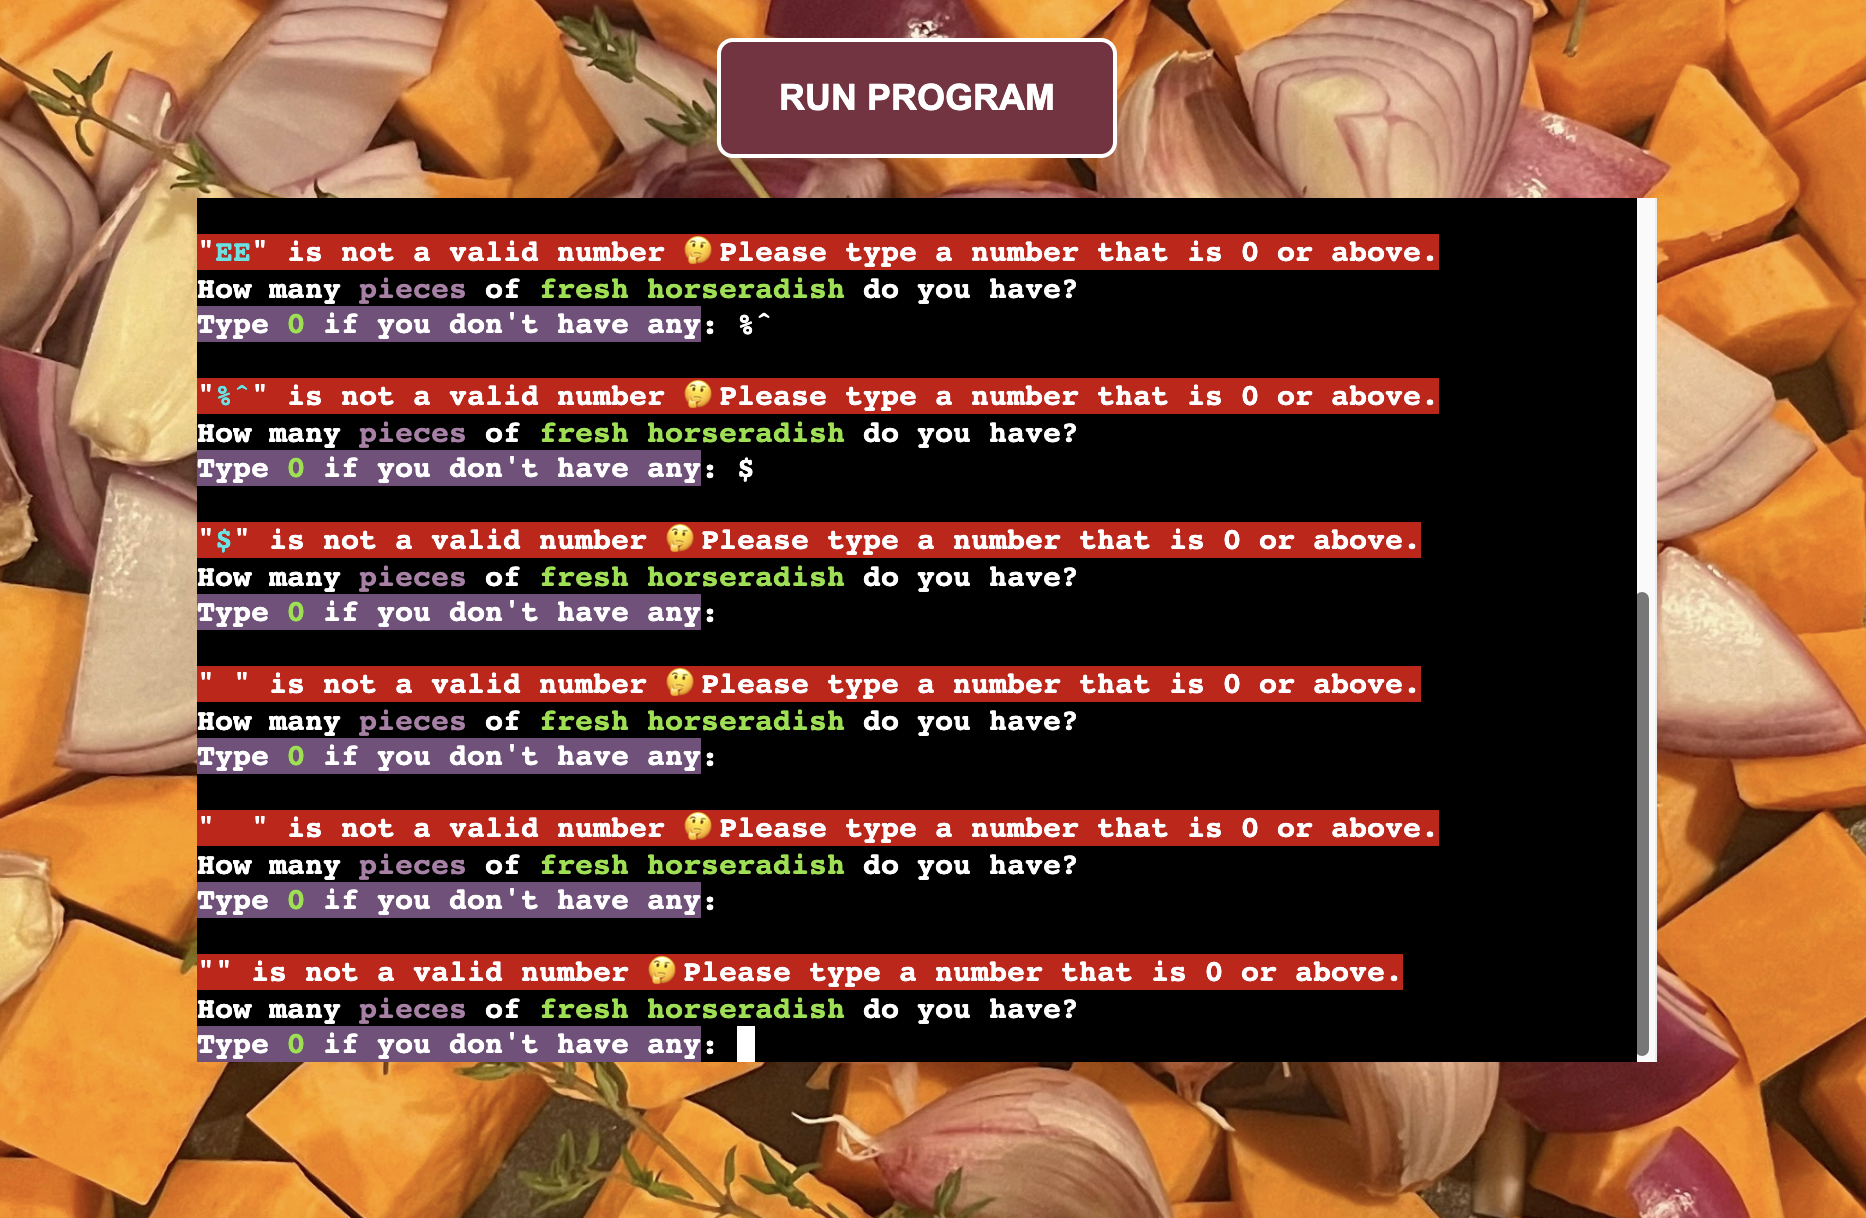 RUN PROGRAM
"EE" is not a valid number 🤔Please type a number that is 0 or above.
How many pieces of fresh horseradish do you have?
Type 0 if you don't have any: %^
"%^" is not a valid number 🤔Please type a number that is 0 or above.
How many pieces of fresh horseradish do you have?
Type 0 if you don't have any: $
"$" is not a valid number 🤔Please type a number that is 0 or above.
How many pieces of fresh horseradish do you have?
Type 0 if you don't have any:
" " is not a valid number 🤔Please type a number that is 0 or above.
How many pieces of fresh horseradish do you have?
Type 0 if you don't have any:
"  " is not a valid number 🤔Please type a number that is 0 or above.
How many pieces of fresh horseradish do you have?
Type 0 if you don't have any:
"" is not a valid number 🤔Please type a number that is 0 or above.
How many pieces of fresh horseradish do you have?
Type 0 if you don't have any: